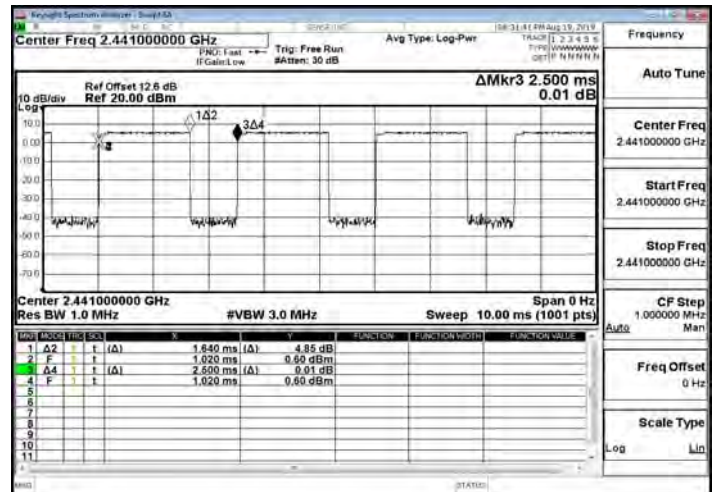 Keysight Spectrum Analyzer - Swept SA
Center Freq 2.441000000 GHz
PNO: Fast
IFGain:Low
Trig: Free Run
#Atten: 30 dB
Avg Type: Log-Pwr
08:31:41 PM Aug 19, 2019
TRACE 1 2 3 4 5 6
TYPE WWWWWW
DET P N N N N N
Frequency
Auto Tune
Center Freq
2.441000000 GHz
Start Freq
2.441000000 GHz
Stop Freq
2.441000000 GHz
CF Step
1.000000 MHz
Auto Man
Freq Offset
0 Hz
Scale Type
Log Lin
Ref Offset 12.6 dB
10 dB/div Ref 20.00 dBm
ΔMkr3 2.500 ms
0.01 dB
Log
1Δ2
3Δ4
10.0
0.00
-10.0
-20.0
-30.0
-40.0
-50.0
-60.0
-70.0
Center 2.441000000 GHz Span 0 Hz
Res BW 1.0 MHz #VBW 3.0 MHz Sweep 10.00 ms (1001 pts)
MKR MODE TRC SCL X Y FUNCTION FUNCTION WIDTH FUNCTION VALUE
1 Δ2 1 t (Δ) 1.640 ms (Δ) 4.85 dB
2 F 1 t 1.020 ms 0.60 dBm
3 Δ4 1 t (Δ) 2.500 ms (Δ) 0.01 dB
4 F 1 t 1.020 ms 0.60 dBm
5
6
7
8
9
10
11
MSG STATUS